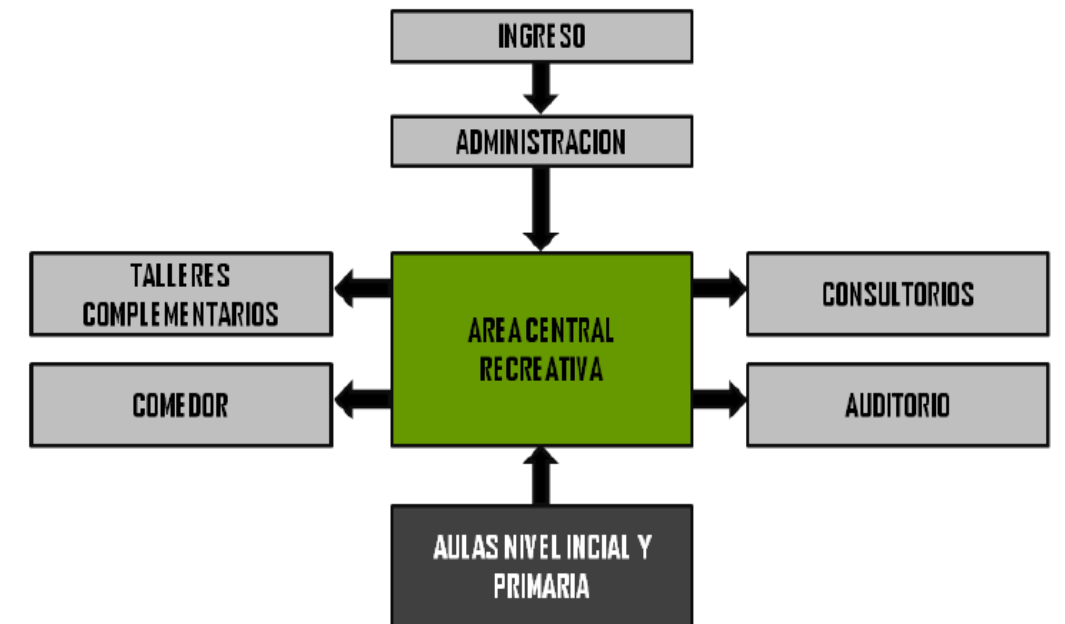 INGRESO
ADMINISTRACION
TALLERES
COMPLEMENTARIOS
CONSULTORIOS
AREA CENTRAL
RECREATIVA
COMEDOR
AUDITORIO
AULAS NIVEL INCIAL Y
PRIMARIA